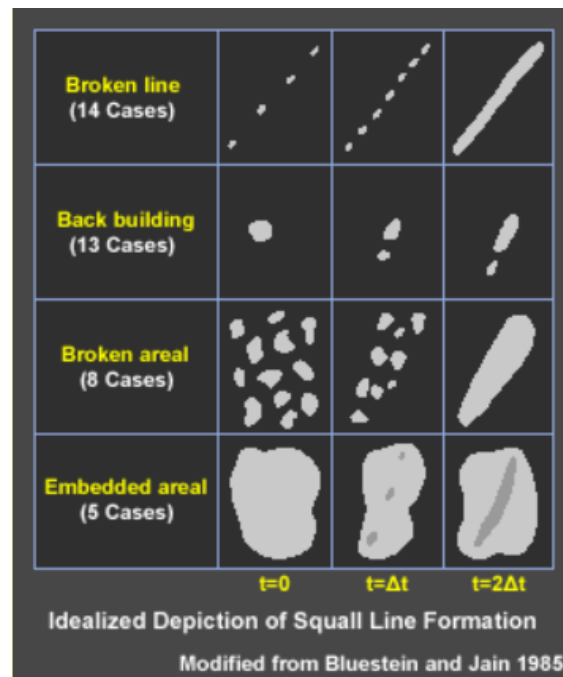 Broken line
(14 Cases)
Back building
(13 Cases)
Broken areal
(8 Cases)
Embedded areal
(5 Cases)
t=0 t=Δt t=2Δt
Idealized Depiction of Squall Line Formation
Modified from Bluestein and Jain 1985